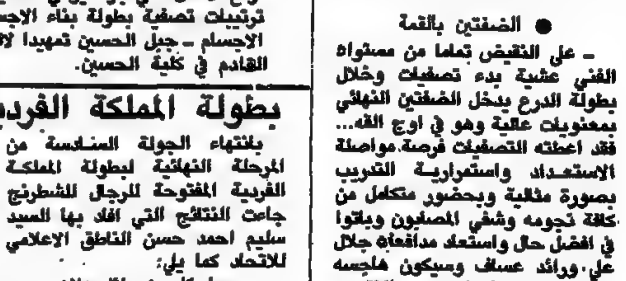 ● الضفتين بالقمة
- على النقيض تماما من مستواه
الفني عشية بدء تصفيات وخلال
بطولة الدرع يدخل الضفتين النهائي
بمعنويات عالية وهو في اوج القه...
فقد اعطته التصفيات فرصة مواصلة
الاستعداد واستمرارية التدريب
بصورة مثالية وبحضور متكامل من
كافة نجومه وشفي المصابون وباتوا
في افضل حال واستعاد مدافعاه جلال
علي ورائد عساف وسيكون هاجسه
ترتيبات تصفية بطولة بناء الاجسام
الاجسام - جبل الحسين تمهيدا
القادم في كلية الحسين.
بطولة المملكة الفردية
بانتهاء الجولة السادسة من
المرحلة النهائية لبطولة المملكة
الفردية المفتوحة للرجال للشطرنج
جاءت النتائج التي افاد بها السيد
سليم احمد حسن الناطق الاعلامي
للاتحاد كما يلي: